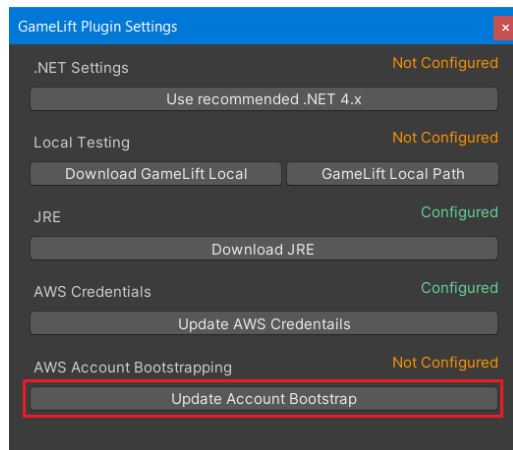 GameLift Plugin Settings
×
.NET Settings Not Configured
Use recommended .NET 4.x
Local Testing Not Configured
Download GameLift Local GameLift Local Path
JRE Configured
Download JRE
AWS Credentials Configured
Update AWS Credentails
AWS Account Bootstrapping Not Configured
Update Account Bootstrap